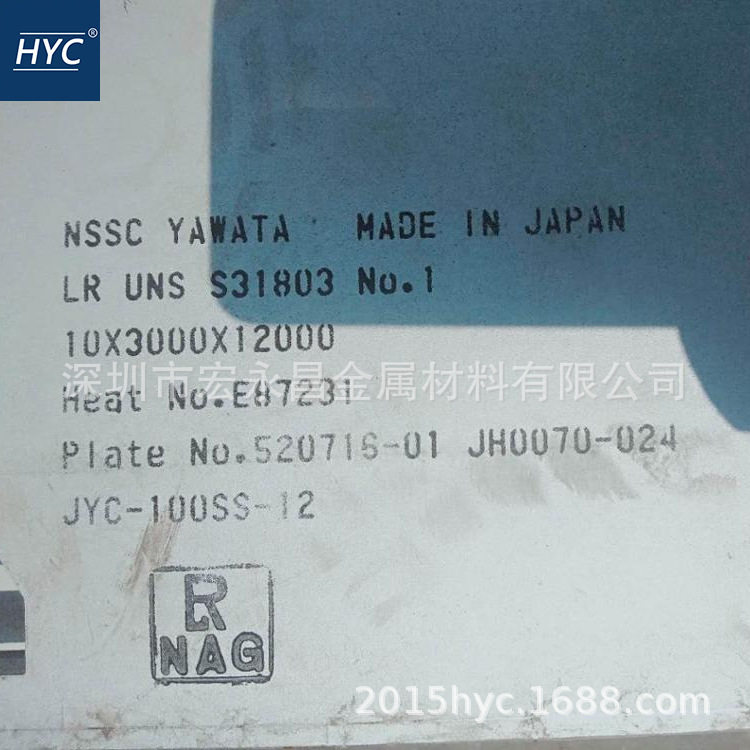 HYC®
NSSC YAWATA MADE IN JAPAN
LR UNS S31803 No.1
10X3000X12000
深圳市宏永昌金属材料有限公司
Heat No.E87231
Plate No.520716-01 JH0070-024
JYC-100SS-12
LR
NAG
2015hyc.1688.com